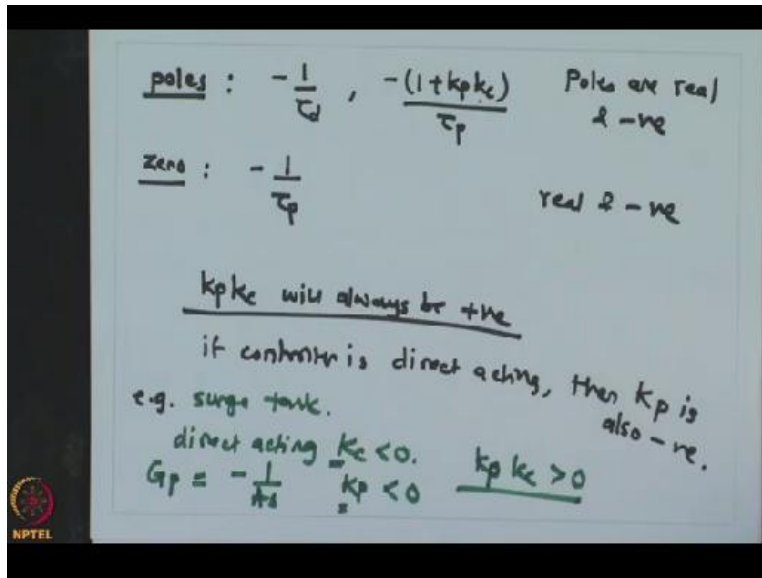 poles : -1/τd , -(1+kpkc)/τp Poles are real
& -ve
zero : -1/τp real & -ve
kpkc will always be +ve
if controller is direct acting, then kp is
also -ve.
e.g. surge tank.
direct acting Kc <0.
Gp = -1/As kp <0 kpkc >0
NPTEL